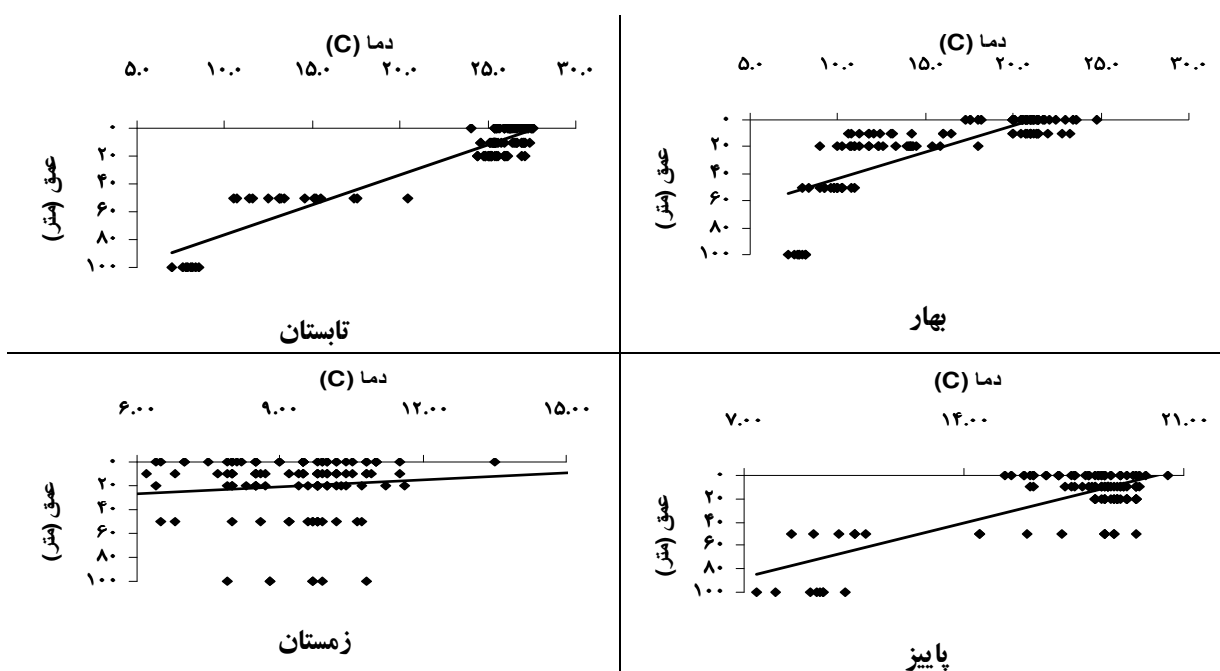 دما (C)
۵.۰ ۱۰.۰ ۱۵.۰ ۲۰.۰ ۲۵.۰ ۳۰.۰
۰
۲۰
۴۰
۶۰
۸۰
۱۰۰
عمق (متر)
بهار
دما (C)
۵.۰ ۱۰.۰ ۱۵.۰ ۲۰.۰ ۲۵.۰ ۳۰.۰
۰
۲۰
۴۰
۶۰
۸۰
۱۰۰
عمق (متر)
تابستان
دما (C)
۷.۰۰ ۱۴.۰۰ ۲۱.۰۰
۰
۲۰
۴۰
۶۰
۸۰
۱۰۰
عمق (متر)
پاییز
دما (C)
۶.۰۰ ۹.۰۰ ۱۲.۰۰ ۱۵.۰۰
۰
۲۰
۴۰
۶۰
۸۰
۱۰۰
عمق (متر)
زمستان